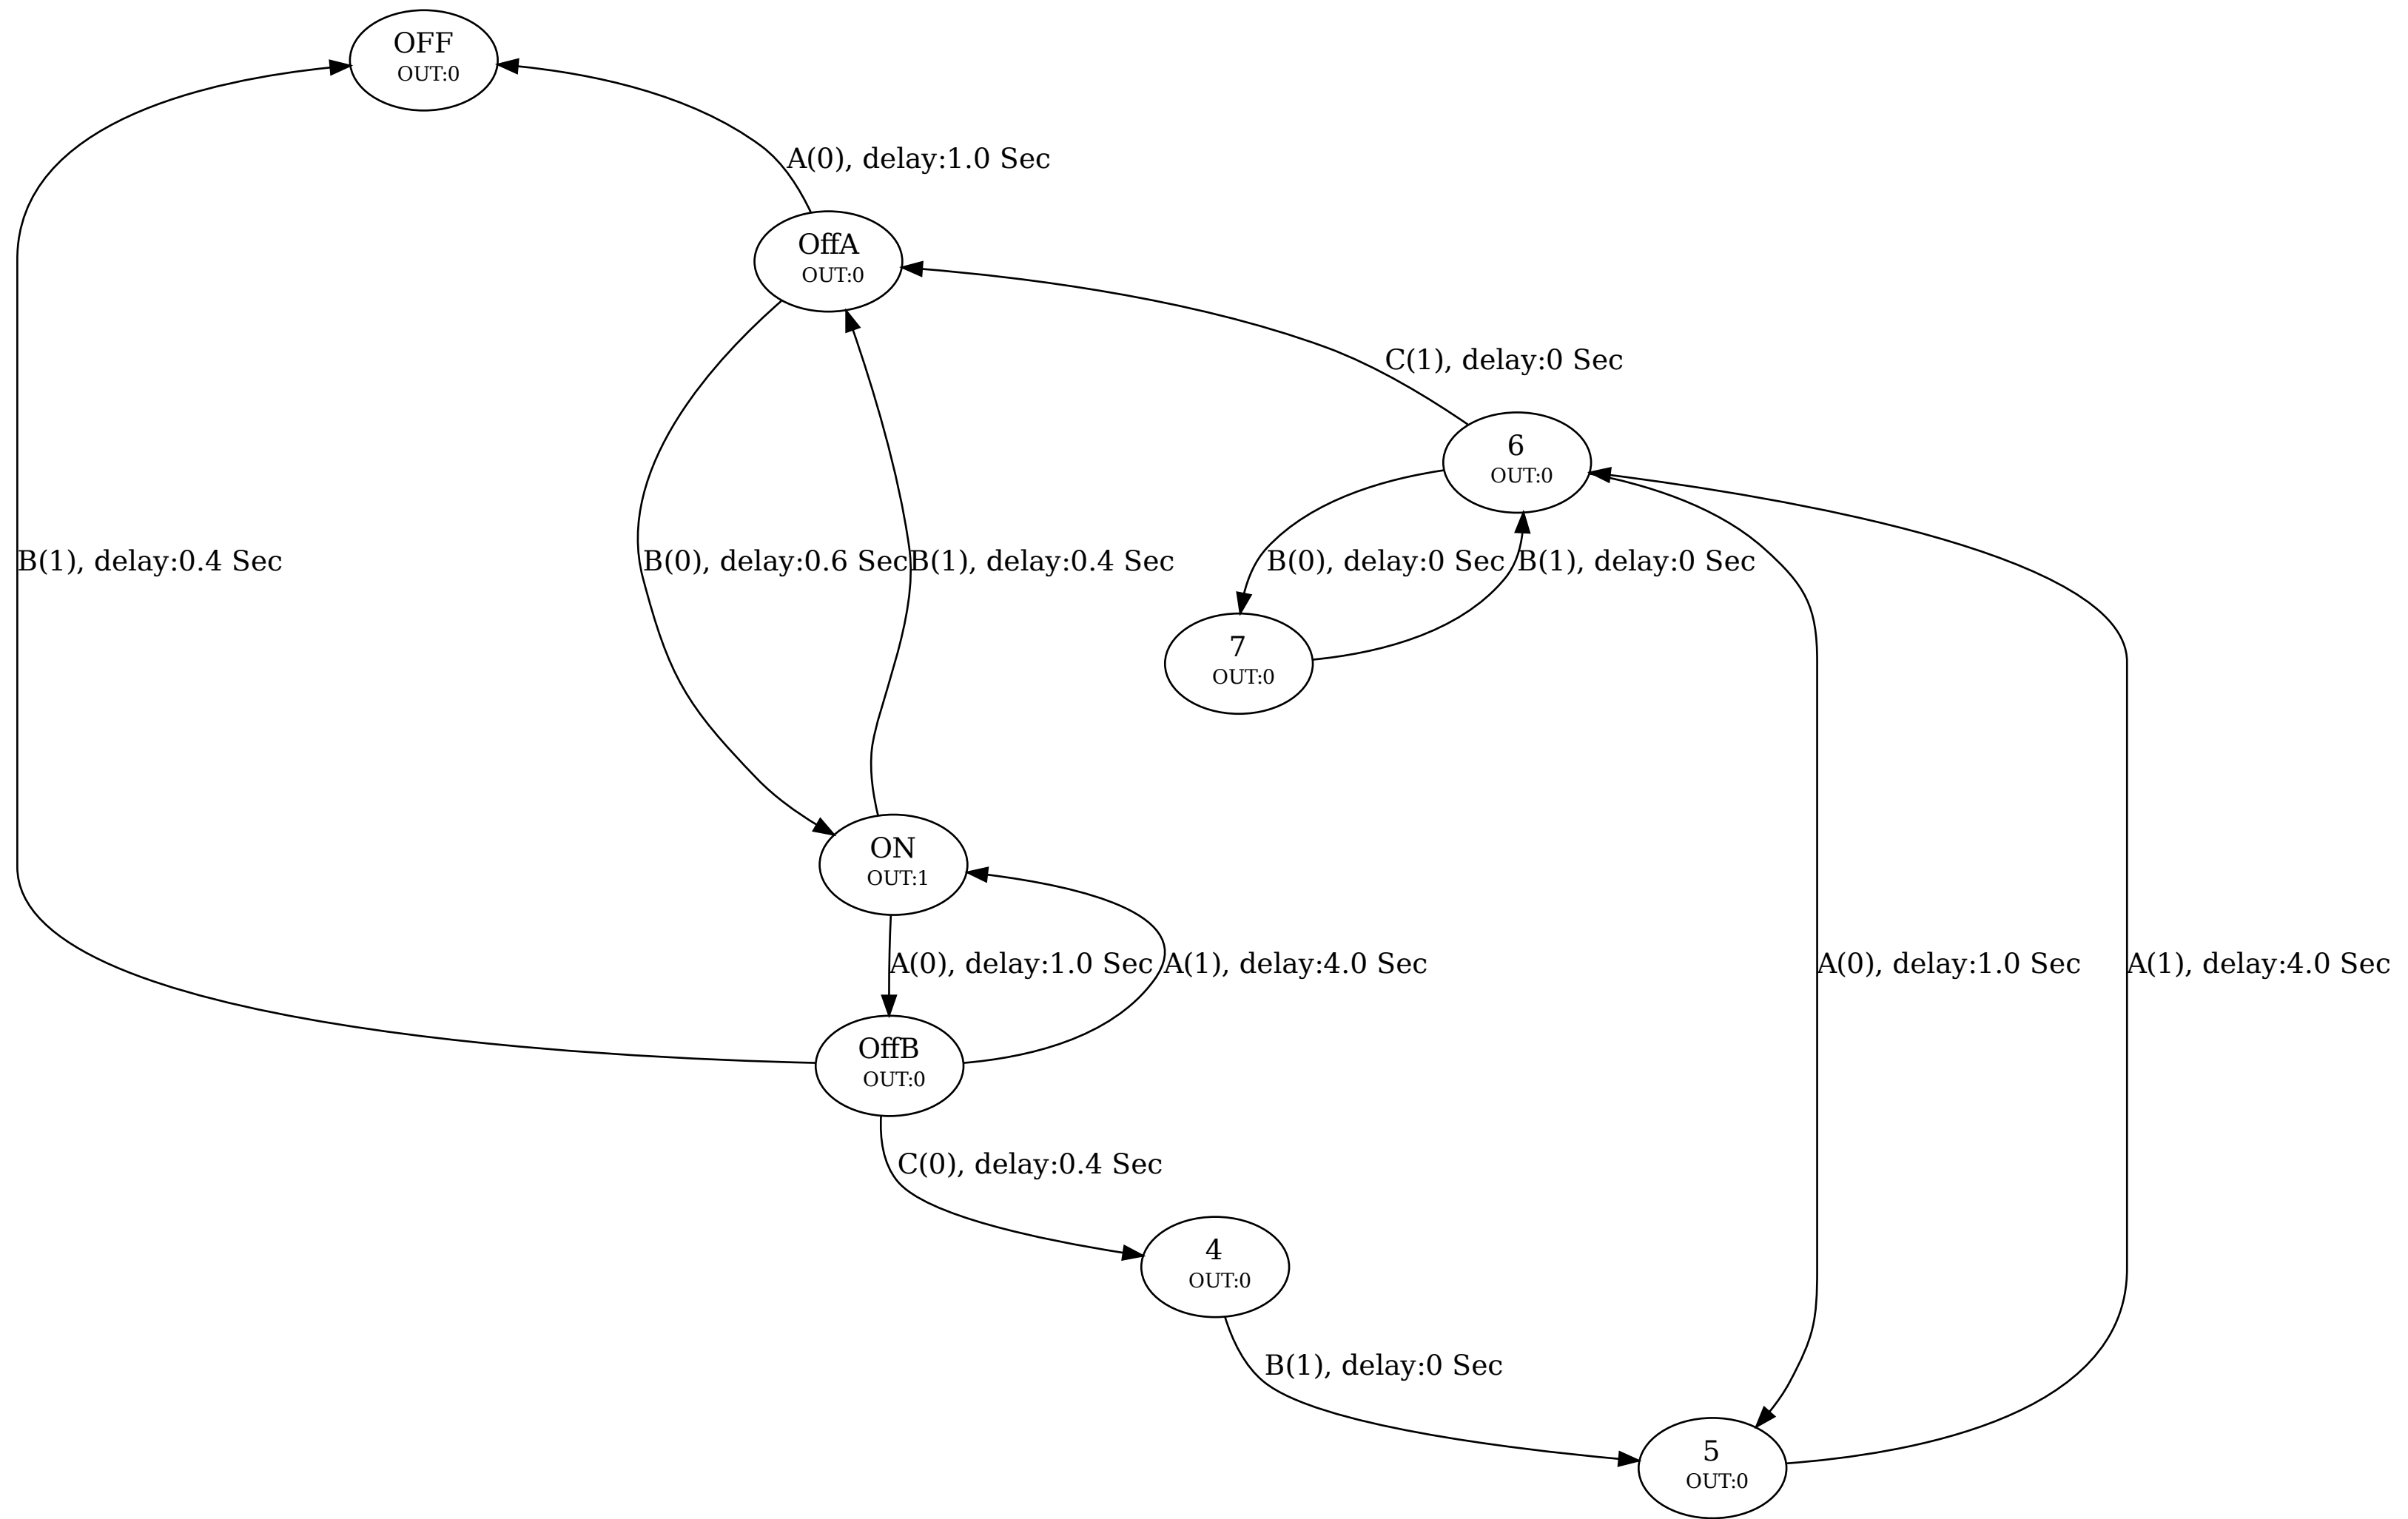 OFF
OUT:0
A(0), delay:1.0 Sec
OffA
OUT:0
C(1), delay:0 Sec
6
OUT:0
B(1), delay:0.4 Sec
B(0), delay:0.6 Sec
B(1), delay:0.4 Sec
B(0), delay:0 Sec
B(1), delay:0 Sec
7
OUT:0
ON
OUT:1
A(0), delay:1.0 Sec
A(1), delay:4.0 Sec
A(0), delay:1.0 Sec
A(1), delay:4.0 Sec
OffB
OUT:0
C(0), delay:0.4 Sec
4
OUT:0
B(1), delay:0 Sec
5
OUT:0